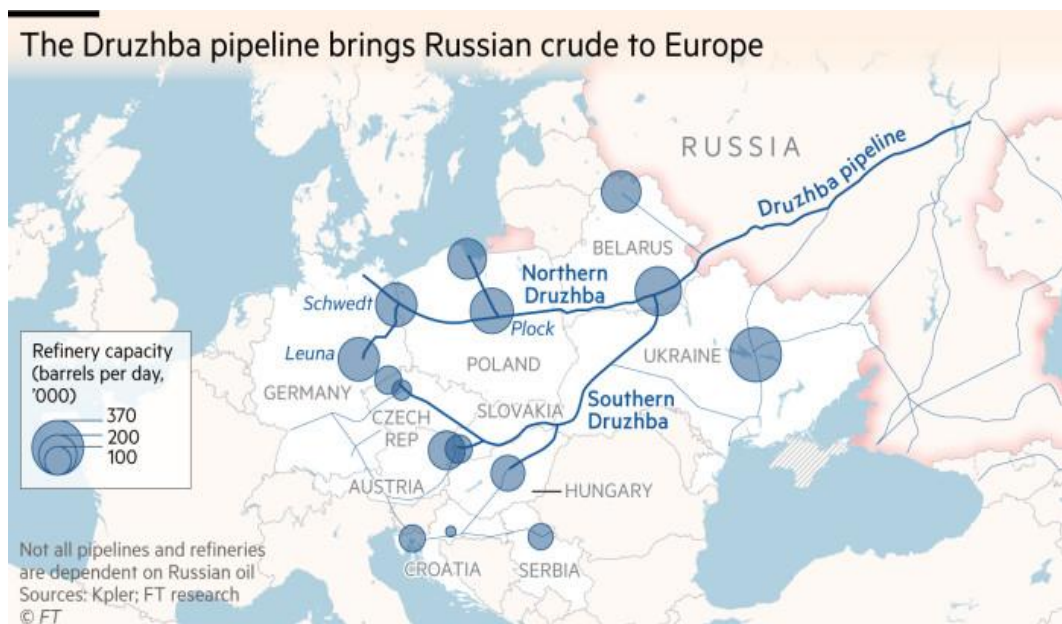 The Druzhba pipeline brings Russian crude to Europe
RUSSIA
Druzhba pipeline
BELARUS
Northern
Druzhba
Schwedt
Plock
Leuna
POLAND
UKRAINE
GERMANY
Refinery capacity
(barrels per day,
’000)
370
200
100
CZECH
REP
SLOVAKIA
Southern
Druzhba
AUSTRIA
HUNGARY
CROATIA
SERBIA
Not all pipelines and refineries
are dependent on Russian oil
Sources: Kpler; FT research
© FT